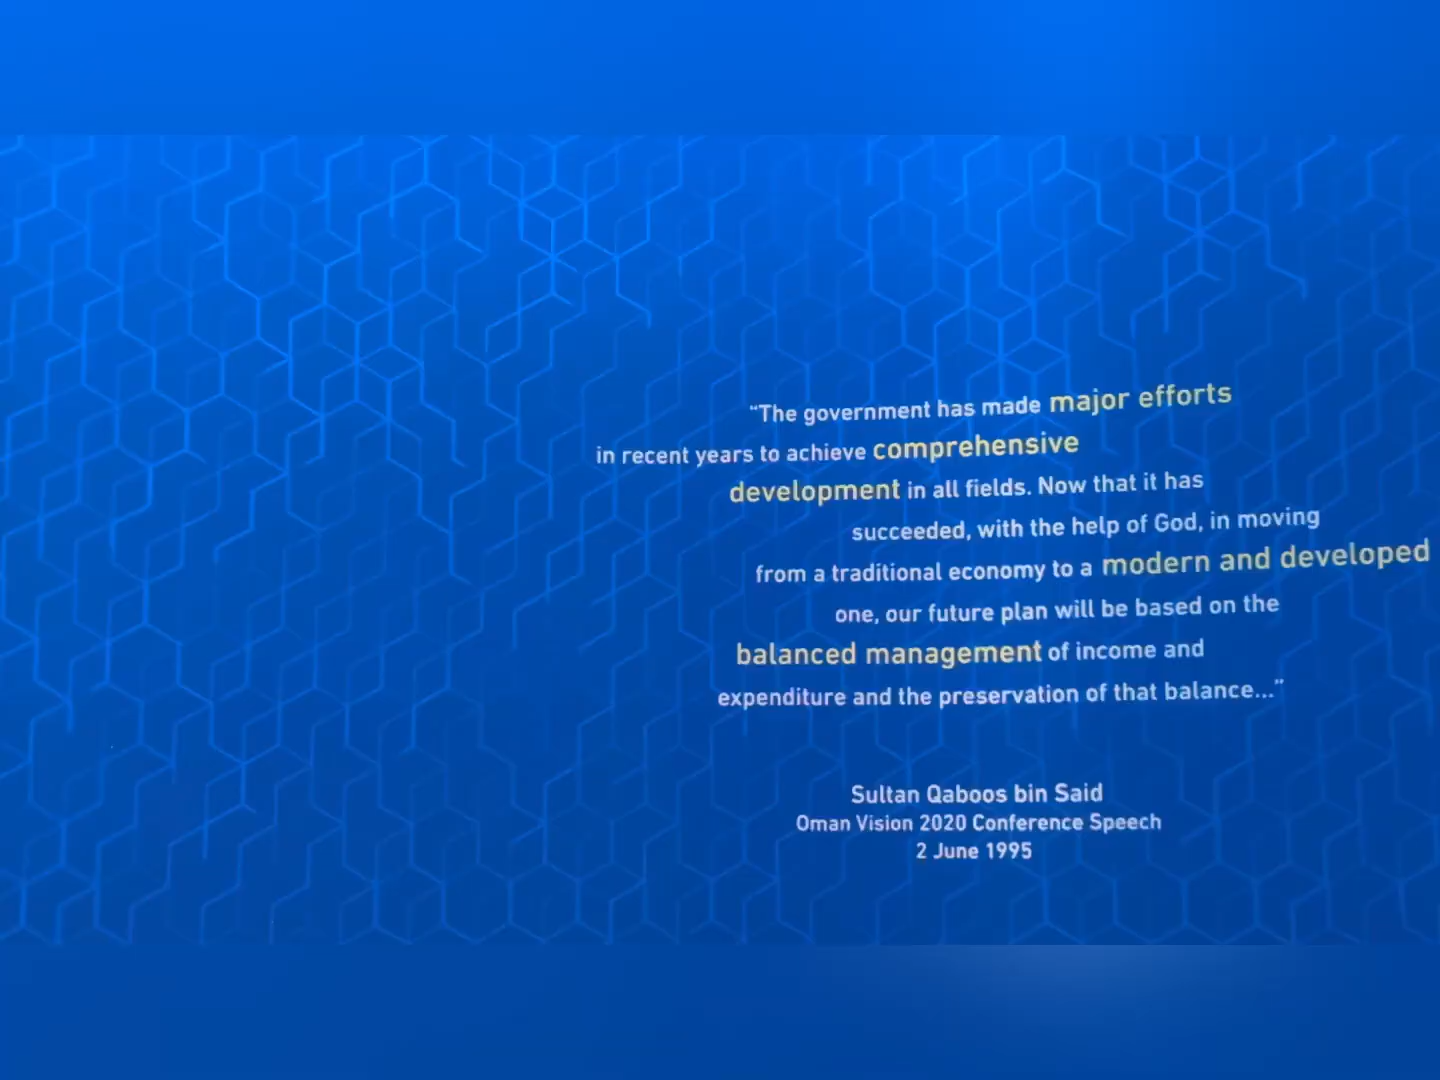 “The government has made major efforts
in recent years to achieve comprehensive
development in all fields. Now that it has
succeeded, with the help of God, in moving
from a traditional economy to a modern and developed
one, our future plan will be based on the
balanced management of income and
expenditure and the preservation of that balance...”
Sultan Qaboos bin Said
Oman Vision 2020 Conference Speech
2 June 1995